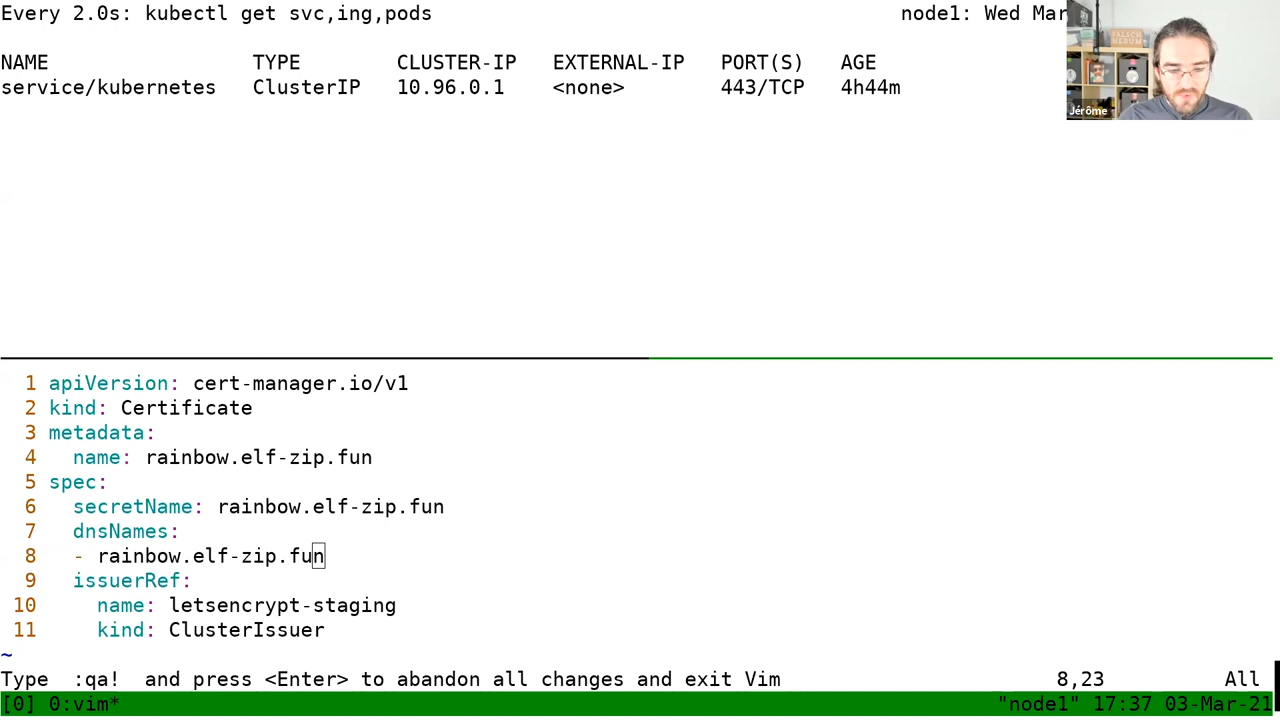 Every 2.0s: kubectl get svc,ing,pods node1: Wed Mar
NAME TYPE CLUSTER-IP EXTERNAL-IP PORT(S) AGE
service/kubernetes ClusterIP 10.96.0.1 <none> 443/TCP 4h44m
FALSCH
HERUM
Jérôme
1 apiVersion: cert-manager.io/v1
2 kind: Certificate
3 metadata:
4 name: rainbow.elf-zip.fun
5 spec:
6 secretName: rainbow.elf-zip.fun
7 dnsNames:
8 - rainbow.elf-zip.fun
9 issuerRef:
10 name: letsencrypt-staging
11 kind: ClusterIssuer
~
Type :qa! and press <Enter> to abandon all changes and exit Vim 8,23 All
[0] 0:vim* "node1" 17:37 03-Mar-21